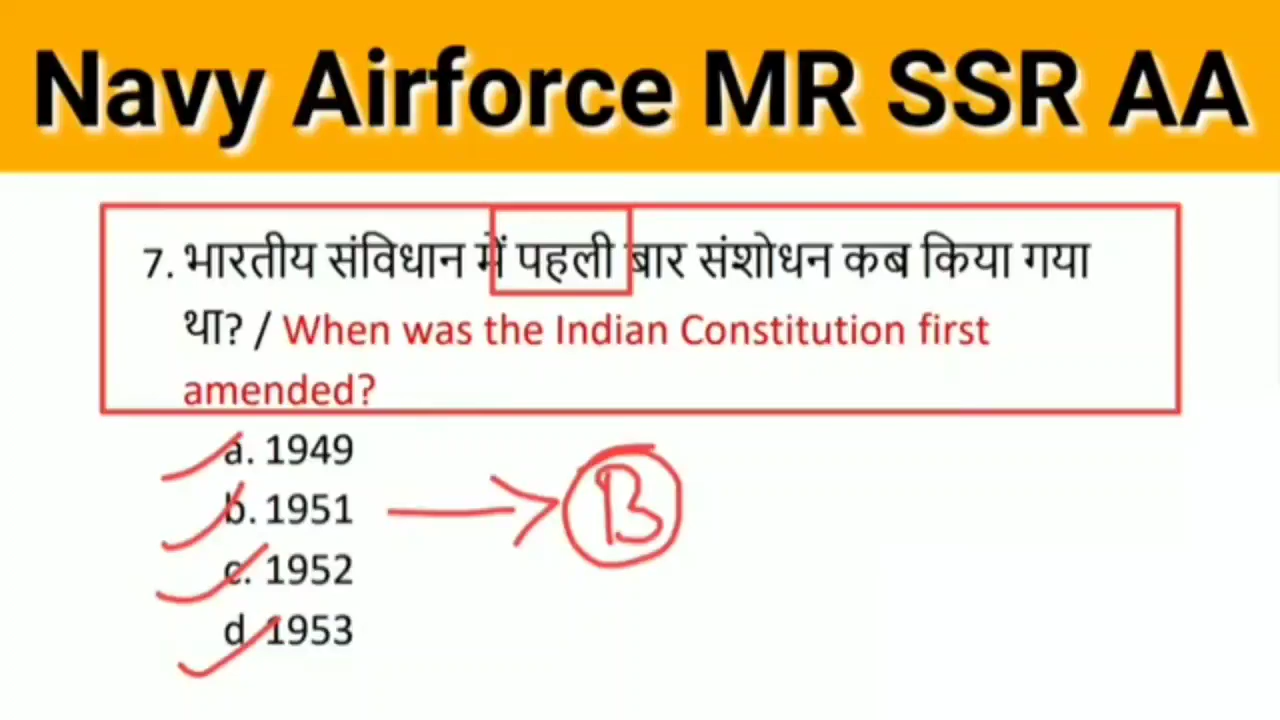 Navy Airforce MR SSR AA
7. भारतीय संविधान में पहली बार संशोधन कब किया गया
था? / When was the Indian Constitution first
amended?
a. 1949
b. 1951
B
c. 1952
d. 1953